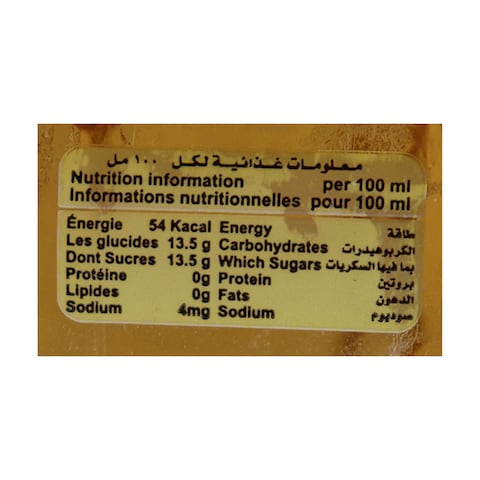 معلومات غذائية لكل ١٠٠ مل
Nutrition information per 100 ml
Informations nutritionnelles pour 100 ml
Énergie 54 Kacal Energy طاقة
Les glucides 13.5 g Carbohydrates الكربوهيدرات
Dont Sucres 13.5 g Which Sugars بما فيها السكريات
Protéine 0g Protein بروتين
Lipides 0g Fats الدهون
Sodium 4mg Sodium صوديوم